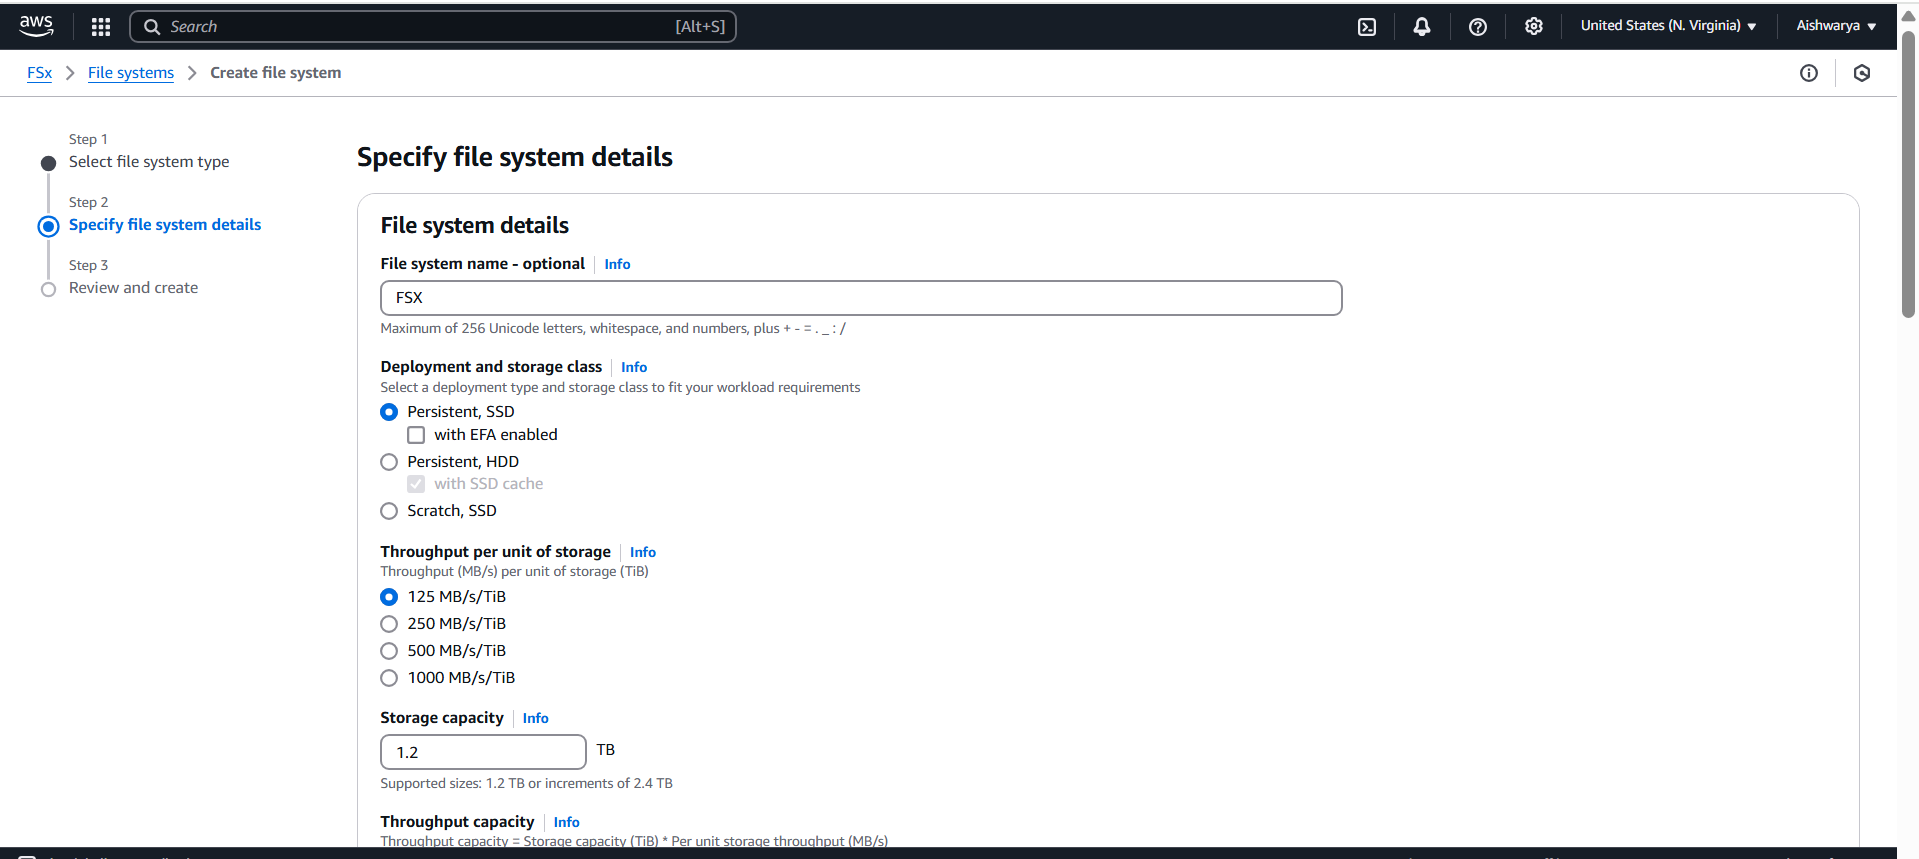 aws
Search [Alt+S]
United States (N. Virginia) Aishwarya
FSx File systems Create file system
Step 1
Select file system type
Step 2
Specify file system details
Step 3
Review and create
Specify file system details
File system details
File system name - optional Info
FSX
Maximum of 256 Unicode letters, whitespace, and numbers, plus + - = . _ : /
Deployment and storage class Info
Select a deployment type and storage class to fit your workload requirements
Persistent, SSD
with EFA enabled
Persistent, HDD
with SSD cache
Scratch, SSD
Throughput per unit of storage Info
Throughput (MB/s) per unit of storage (TiB)
125 MB/s/TiB
250 MB/s/TiB
500 MB/s/TiB
1000 MB/s/TiB
Storage capacity Info
1.2 TB
Supported sizes: 1.2 TB or increments of 2.4 TB
Throughput capacity Info
Throughput capacity = Storage capacity (TiB) * Per unit storage throughput (MB/s)